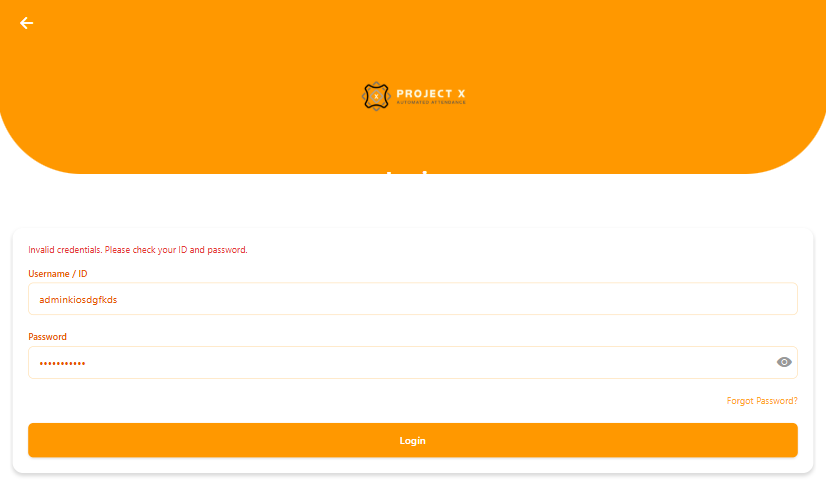 PROJECT X
AUTOMATED ATTENDANCE
Invalid credentials. Please check your ID and password.
Username / ID
adminkiosdgfkds
Password
•••••••••••
Forgot Password?
Login